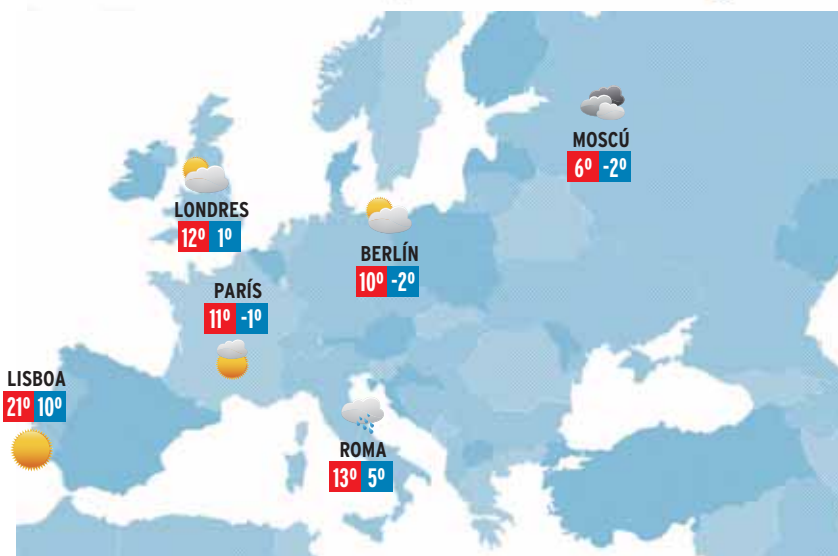 MOSCÚ
6º -2º
LONDRES
12º 1º
BERLÍN
10º -2º
PARÍS
11º -1º
LISBOA
21º 10º
ROMA
13º 5º